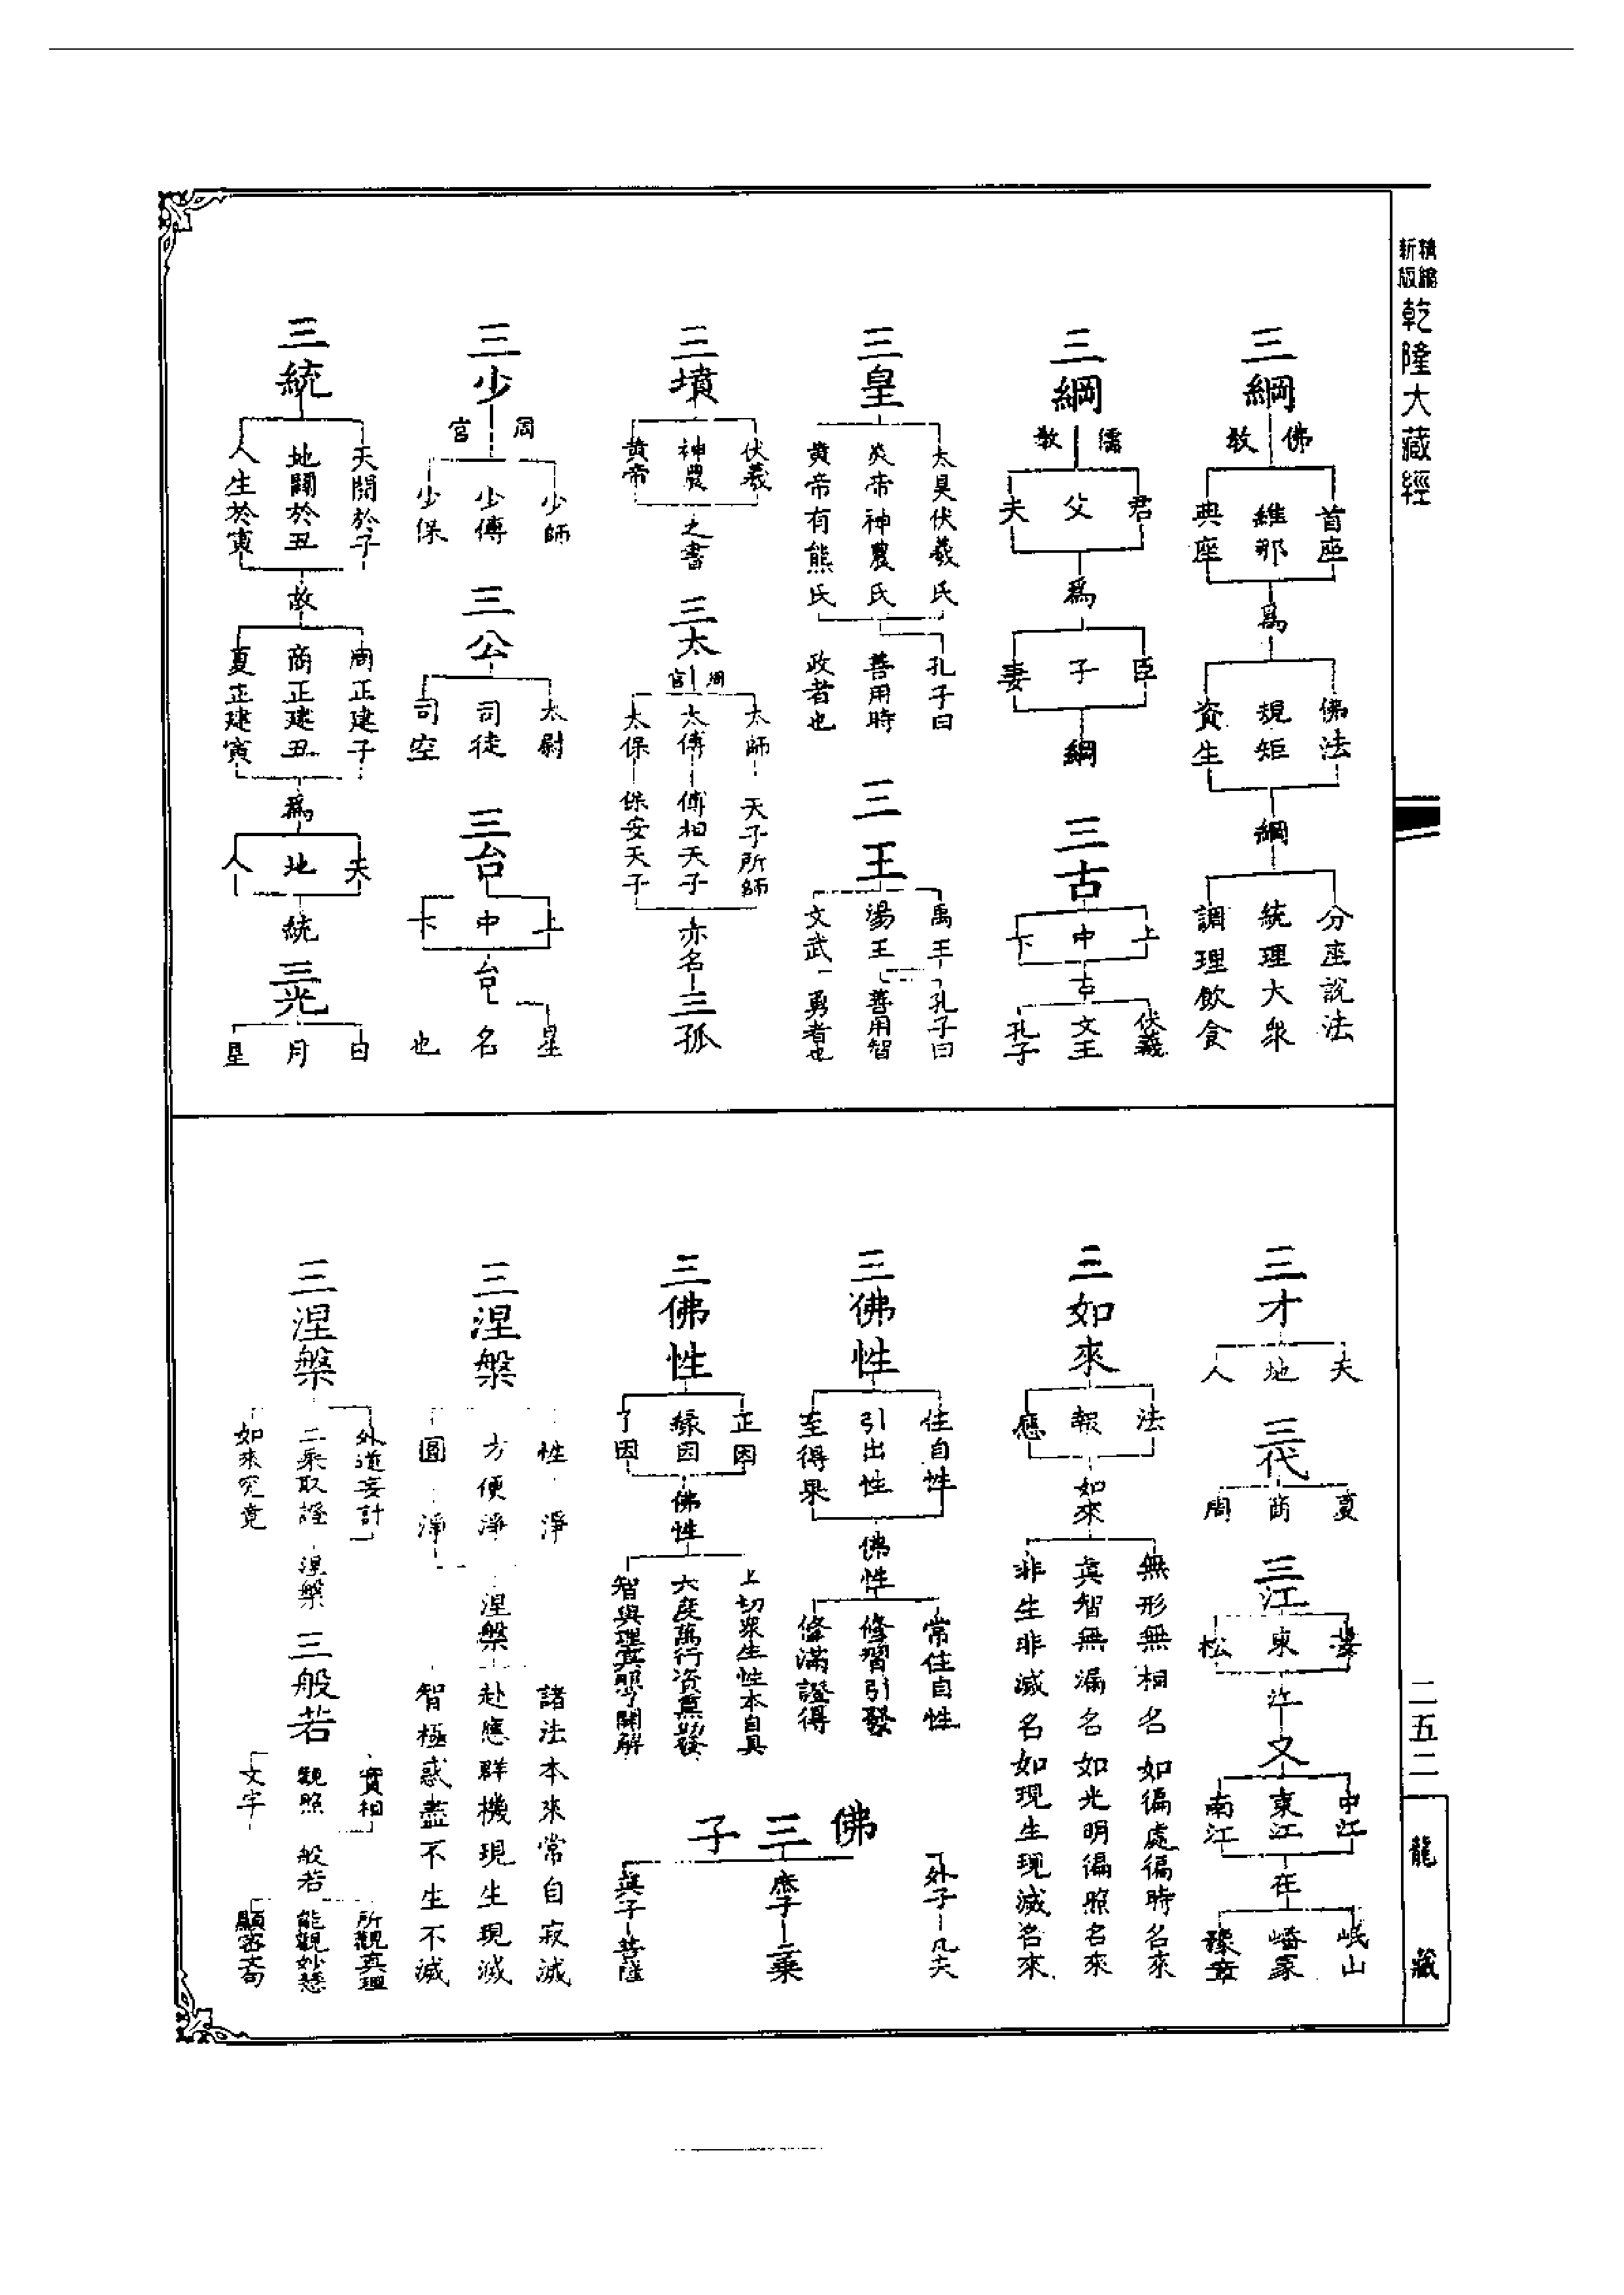 精編
新版
乾隆大藏經
二五二
龍藏
三綱
佛教
首座
維那
典座
爲
佛法
規矩
資生
綱
分座說法
統理大衆
調理飲食
三綱
儒教
君
父
夫
爲
臣
子
妻
綱
三古
上
中
下
古
伏羲
文王
孔子
三皇
太昊伏羲氏
炎帝神農氏
黄帝有熊氏
孔子曰
善用時
政者也
三王
禹王
湯王
文武
孔子曰
善用智
勇者也
三墳
伏羲
神農
黄帝
之書
三太
周官
太師
太傅
太保
天子所師
傅相天子
保安天子
亦名
三孤
三少
周官
少師
少傅
少保
三公
太尉
司徒
司空
三台
上
中
下
台
星
名
也
三統
天開於子
地闢於丑
人生於寅
故
周正建子
商正建丑
夏正建寅
爲
天
地
人
統
三光
日
月
星
三才
天
地
人
三代
夏
商
周
三江
婁
東
松
江
又
中江
東江
南江
在
岷山
嶓冢
豫章
三如來
法
報
應
如來
無形無相名如徧處徧時名來
真智無漏名如光明徧照名來
非生非滅名如現生現滅名來
三佛性
住自性
引出性
至得果
佛性
常住自性
修習引發
修滿證得
三佛性
正因
緣因
了因
佛性
上切衆生性本自具
六度萬行資熏勤發
智與理冥照了開解
佛三子
外子
庶子
真子
凡夫
二乗
菩薩
三涅槃
性淨
方便淨
圓淨
涅槃
諸法本來常自寂滅
赴應群機現生現滅
智極惑盡不生不滅
三涅槃
外道妄計
二乘取證
如來究竟
涅槃
三般若
實相
觀照
文字
般若
所觀真理
能觀妙慧
顯密文句